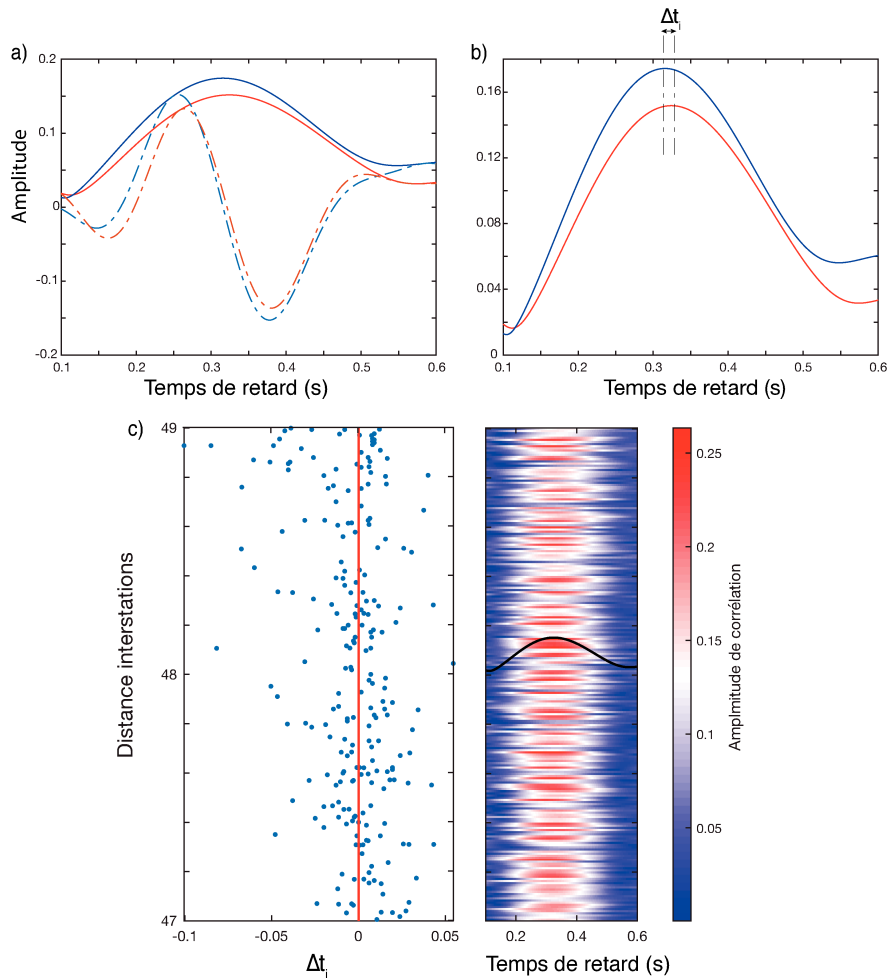 a)
0.2
0.1
0
-0.1
-0.2
Amplitude
0.1 0.2 0.3 0.4 0.5 0.6
Temps de retard (s)
b)
Δti
0.16
0.12
0.08
0.04
0
0.1 0.2 0.3 0.4 0.5 0.6
Temps de retard (s)
c)
49
48
47
Distance interstations
-0.1 -0.05 0 0.05
Δti
0.2 0.4 0.6
Temps de retard (s)
0.25
0.2
0.15
0.1
0.05
Amplmitude de corrélation